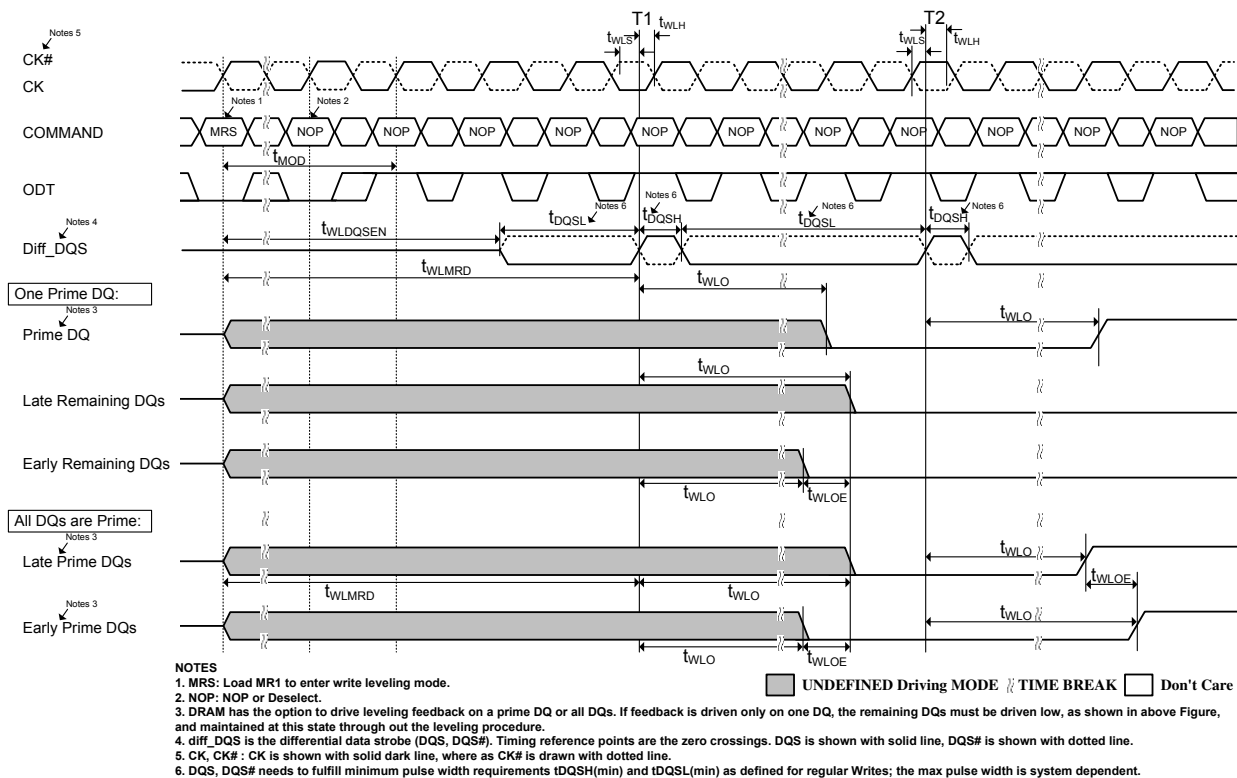 T1
T2
tWLS
tWLH
tWLS
tWLH
Notes 5
CK#
CK
Notes 1
Notes 2
COMMAND
MRS
NOP
NOP
NOP
NOP
NOP
NOP
NOP
NOP
NOP
NOP
NOP
tMOD
ODT
Notes 4
Diff_DQS
tWLDQSEN
tDQSL
Notes 6
tDQSH
Notes 6
tDQSL
Notes 6
tDQSH
Notes 6
tWLMRD
tWLO
One Prime DQ:
Notes 3
Prime DQ
tWLO
tWLO
Late Remaining DQs
Early Remaining DQs
tWLO
tWLOE
All DQs are Prime:
Notes 3
Late Prime DQs
tWLO
tWLMRD
tWLO
tWLOE
Notes 3
Early Prime DQs
tWLO
tWLO
tWLOE
NOTES
1. MRS: Load MR1 to enter write leveling mode.
2. NOP: NOP or Deselect.
3. DRAM has the option to drive leveling feedback on a prime DQ or all DQs. If feedback is driven only on one DQ, the remaining DQs must be driven low, as shown in above Figure,
and maintained at this state through out the leveling procedure.
4. diff_DQS is the differential data strobe (DQS, DQS#). Timing reference points are the zero crossings. DQS is shown with solid line, DQS# is shown with dotted line.
5. CK, CK# : CK is shown with solid dark line, where as CK# is drawn with dotted line.
6. DQS, DQS# needs to fulfill minimum pulse width requirements tDQSH(min) and tDQSL(min) as defined for regular Writes; the max pulse width is system dependent.
UNDEFINED Driving MODE
TIME BREAK
Don't Care